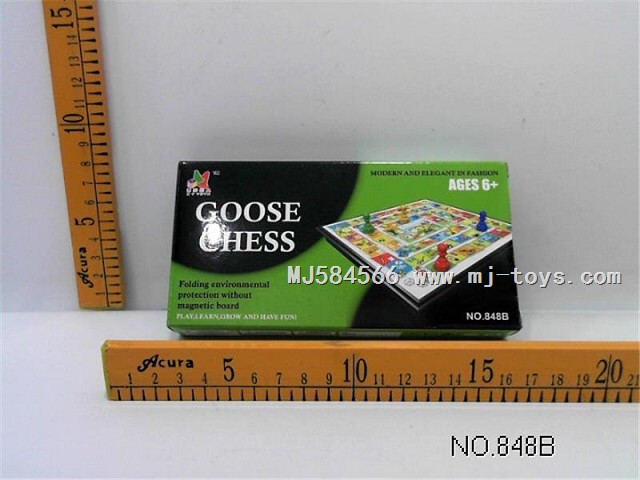 MODERN AND ELEGANT IN FASHION
AGES 6+
GOOSE
CHESS
MJ584566 www.mj-toys.com
Folding environmental
protection without
magnetic board
PLAY,LEARN,GROW AND HAVE FUN!
NO.848B
Acura
5 6 7 8 9 10 11 12 13 14 15
Acura
1 2 3 4 5 6 7 8 9 10 11 12 13 14 15 16 17 18 19 20 21
NO.848B